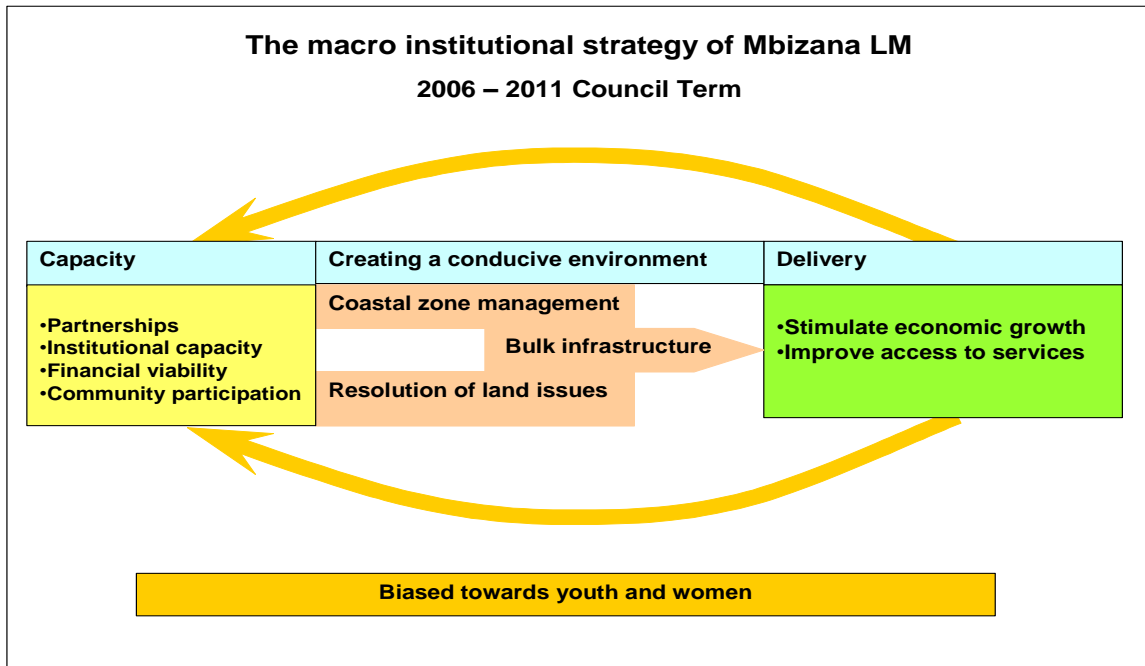 The macro institutional strategy of Mbizana LM
2006 – 2011 Council Term
Capacity
Creating a conducive environment
Delivery
•Partnerships
•Institutional capacity
•Financial viability
•Community participation
Coastal zone management
Bulk infrastructure
Resolution of land issues
•Stimulate economic growth
•Improve access to services
Biased towards youth and women